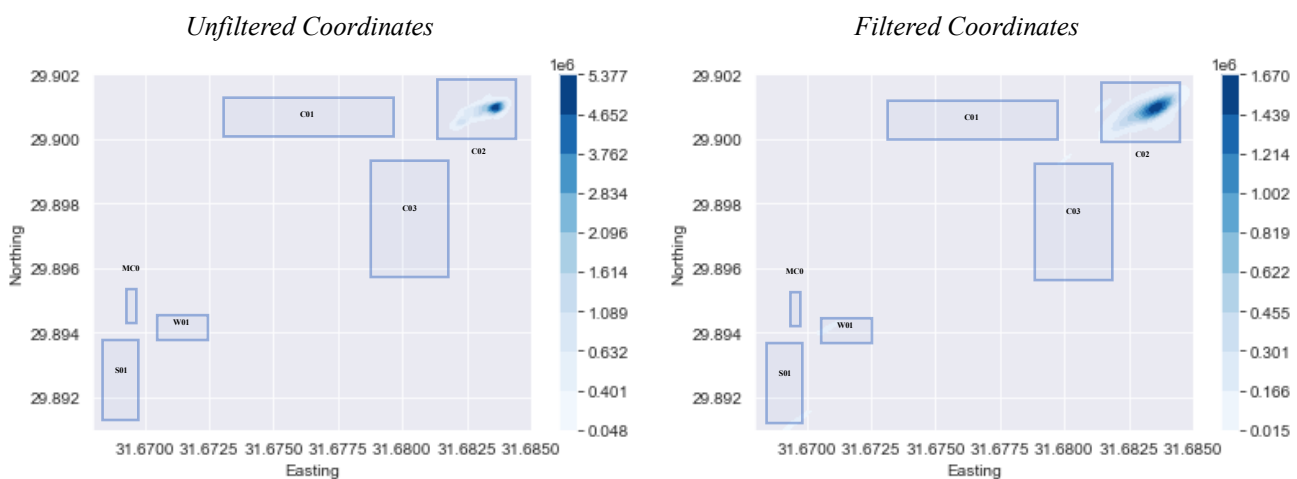 Unfiltered Coordinates
1e6
29.902
29.900
29.898
29.896
29.894
29.892
Northing
C01
C02
C03
MC0
W01
S01
5.377
4.652
3.762
2.834
2.096
1.614
1.089
0.632
0.401
0.048
31.6700 31.6725 31.6750 31.6775 31.6800 31.6825 31.6850
Easting
Filtered Coordinates
1e6
29.902
29.900
29.898
29.896
29.894
29.892
Northing
C01
C02
C03
MC0
W01
S01
1.670
1.439
1.214
1.002
0.819
0.622
0.455
0.301
0.166
0.015
31.6700 31.6725 31.6750 31.6775 31.6800 31.6825 31.6850
Easting